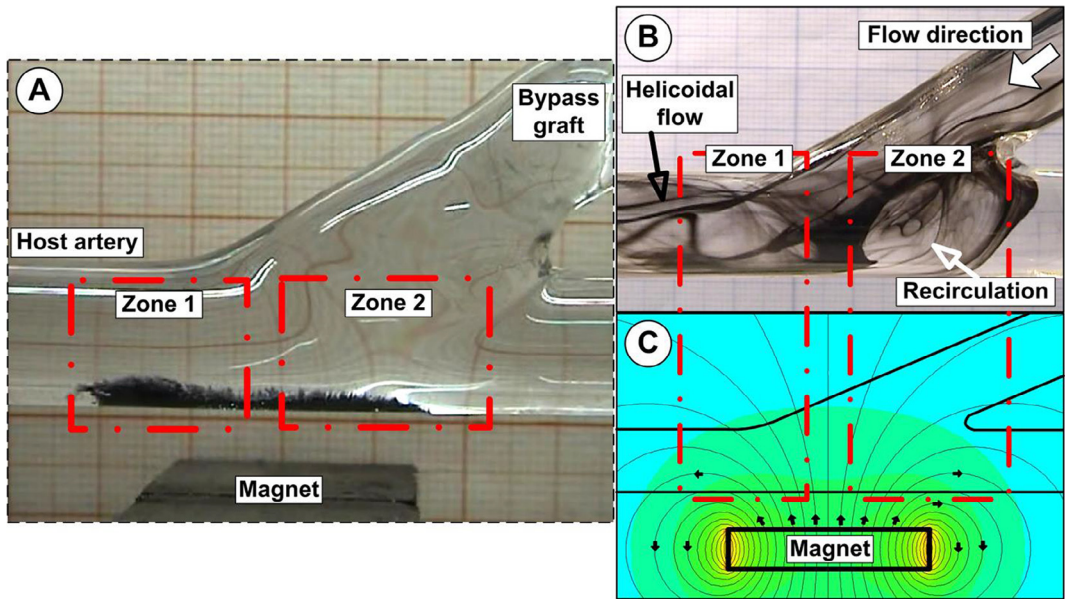 A
Bypass
graft
Host artery
Zone 1
Zone 2
Magnet
B
Flow direction
Helicoidal
flow
Zone 1
Zone 2
Recirculation
C
Magnet